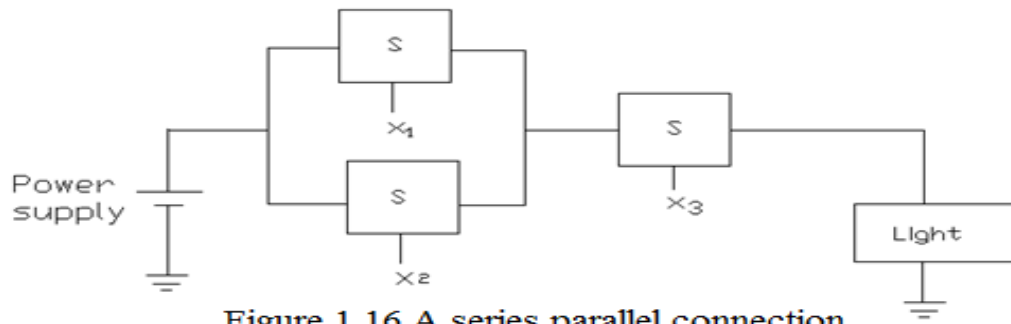 S
X1
Power
supply
S
X2
S
X3
Light
Figure 1.16 A series parallel connection